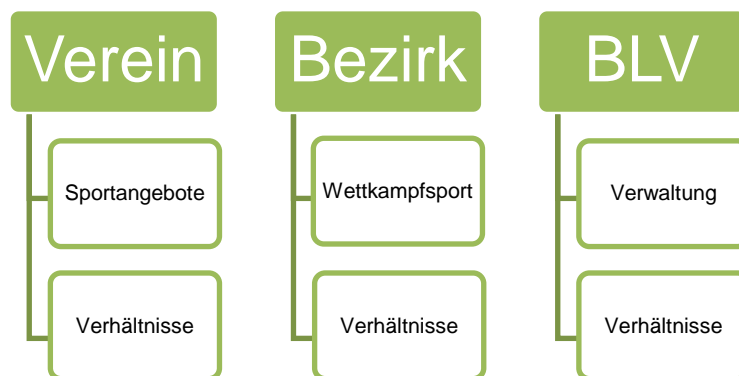 Verein
Sportangebote
Verhältnisse
Bezirk
Wettkampfsport
Verhältnisse
BLV
Verwaltung
Verhältnisse